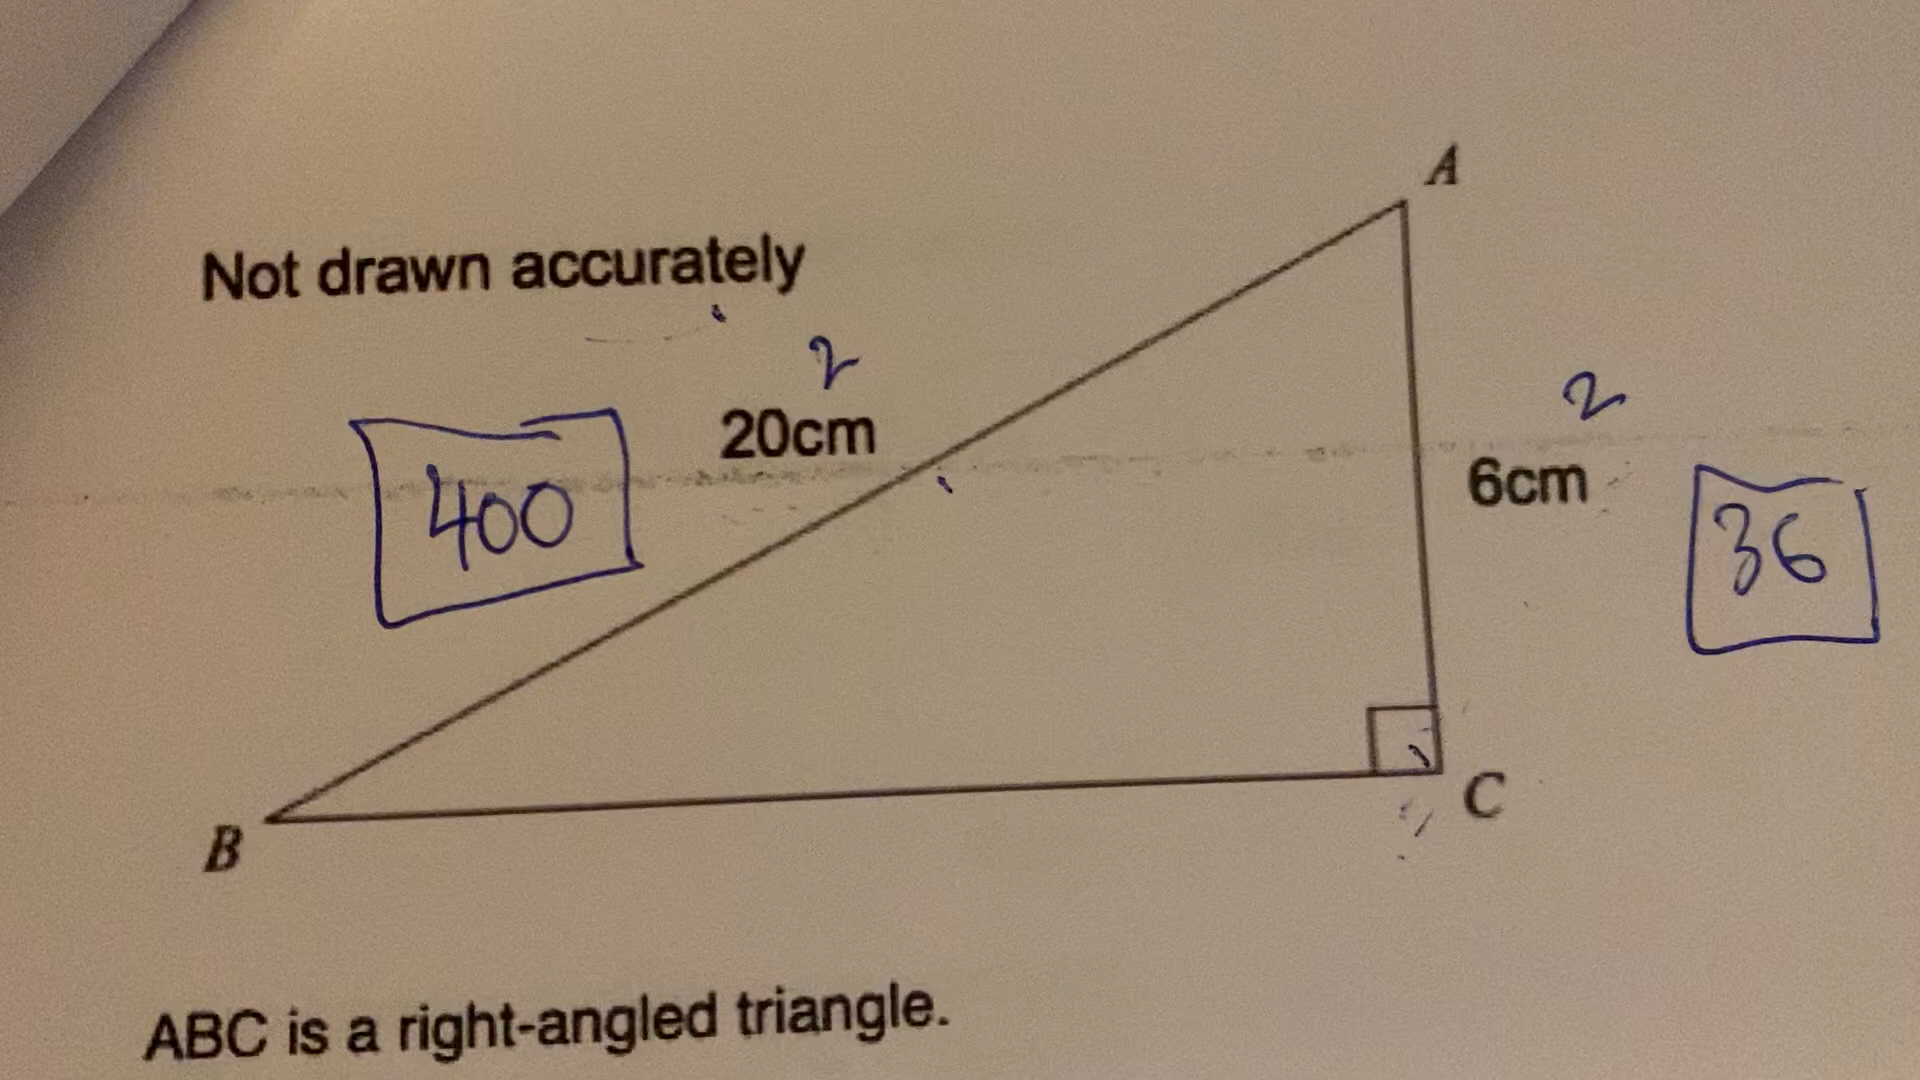 A
Not drawn accurately
2
20cm
2
6cm
400
36
B
C
ABC is a right-angled triangle.